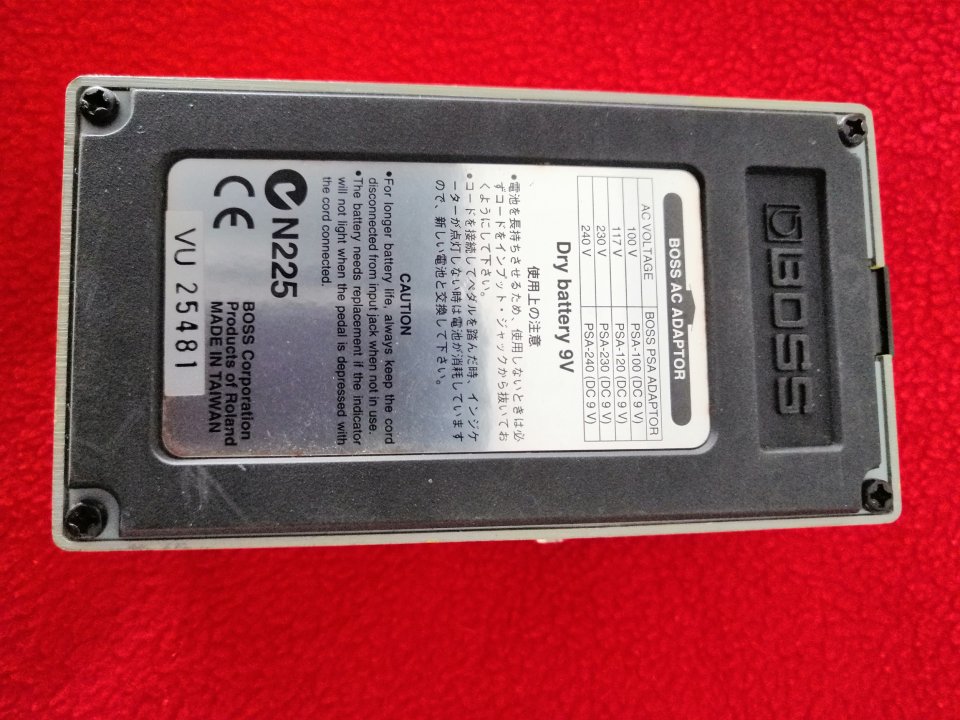 BOSS
BOSS AC ADAPTOR
AC VOLTAGE BOSS PSA ADAPTOR
100 V PSA-100 (DC 9 V)
117 V PSA-120 (DC 9 V)
230 V PSA-230 (DC 9 V)
240 V PSA-240 (DC 9 V)
Dry battery 9V
使用上の注意
•電池を長持ちさせるため、使用しないときは必
ずコードをインプット・ジャックから抜いてお
くようにして下さい。
•コードを接続してペダルを踏んだ時、インジケ
ーターが点灯しない時は電池が消耗しています
ので、新しい電池と交換して下さい。
CAUTION
•For longer battery life, always keep the cord
disconnected from input jack when not in use.
•The battery needs replacement if the indicator
will not light when the pedal is depressed with
the cord connected.
N225
CE
BOSS Corporation
Products of Roland
MADE IN TAIWAN
VU 25481